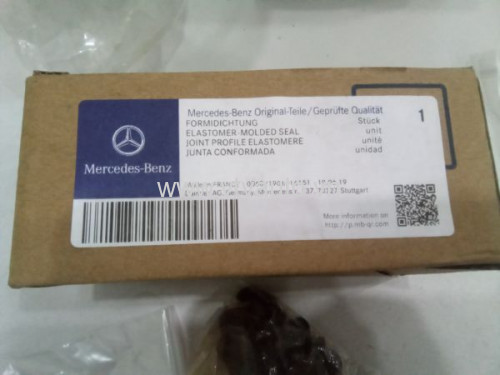 Mercedes-Benz
Mercedes-Benz Original-Teile/Geprüfte Qualität
FORMDICHTUNG Stück
ELASTOMER-MOLDED SEAL unit
JOINT PROFILE ELASTOMERE unité
JUNTA CONFORMADA unidad
1
Stuttgart
More information on